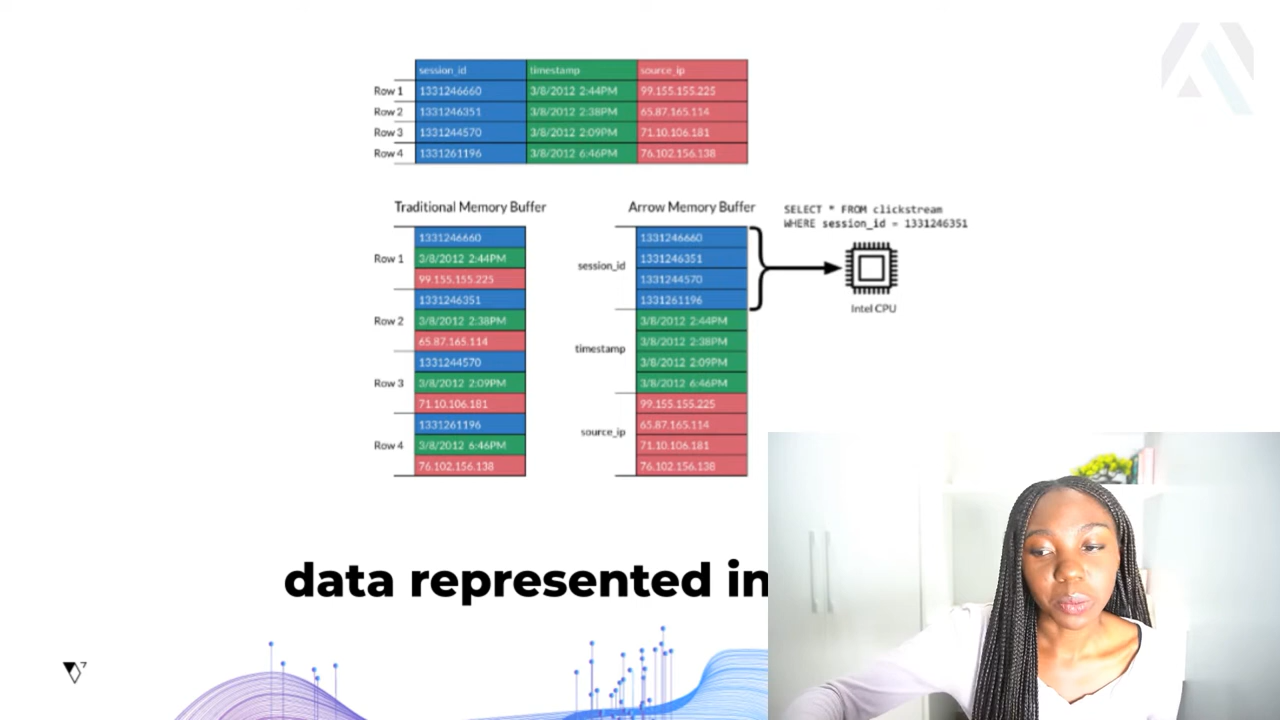 session_id timestamp source_ip
Row 1 1331246660 3/8/2012 2:44PM 99.155.155.225
Row 2 1331246351 3/8/2012 2:38PM 65.87.165.114
Row 3 1331244570 3/8/2012 2:09PM 71.10.106.181
Row 4 1331261196 3/8/2012 6:46PM 76.102.156.138
Traditional Memory Buffer
Row 1
1331246660
3/8/2012 2:44PM
99.155.155.225
Row 2
1331246351
3/8/2012 2:38PM
65.87.165.114
Row 3
1331244570
3/8/2012 2:09PM
71.10.106.181
Row 4
1331261196
3/8/2012 6:46PM
76.102.156.138
Arrow Memory Buffer
session_id
1331246660
1331246351
1331244570
1331261196
timestamp
3/8/2012 2:44PM
3/8/2012 2:38PM
3/8/2012 2:09PM
3/8/2012 6:46PM
source_ip
99.155.155.225
65.87.165.114
71.10.106.181
76.102.156.138
SELECT * FROM clickstream
WHERE session_id = 1331246351
Intel CPU
data represented in
7